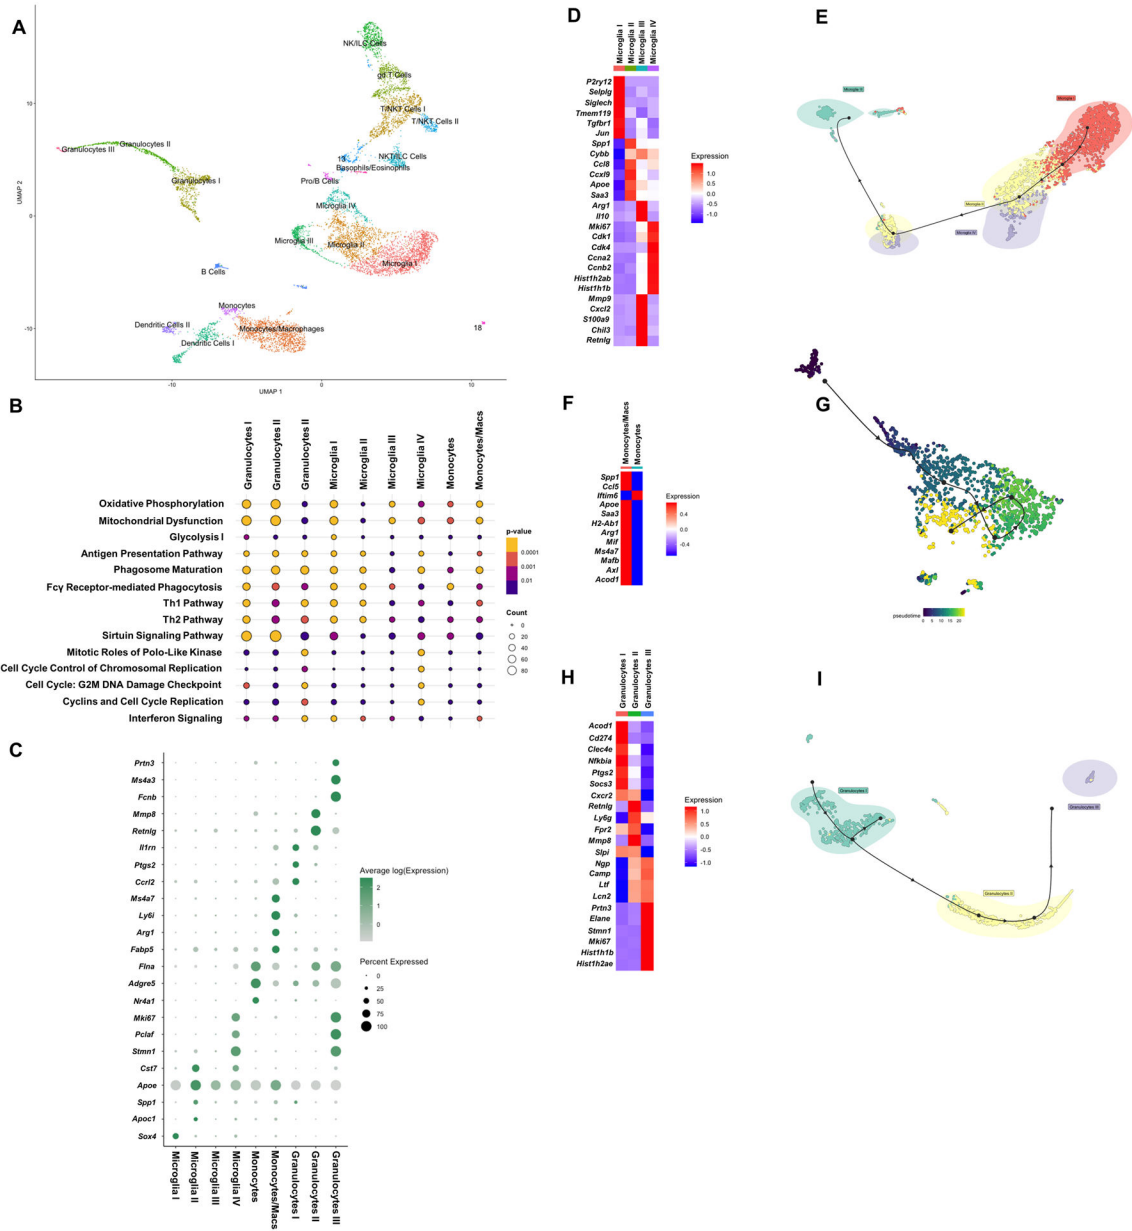 A
NK/ILC Cells
gd T Cells
T/NKT Cells I
T/NKT Cells II
13
NKT/ILC Cells
Basophils/Eosinophils
Pro/B Cells
Granulocytes III
Granulocytes II
Granulocytes I
Microglia IV
Microglia III
Microglia II
Microglia I
B Cells
Monocytes
Dendritic Cells II
Monocytes/Macrophages
Dendritic Cells I
18
10
0
-10
UMAP 2
-10
0
10
UMAP 1
B
Granulocytes I
Granulocytes II
Granulocytes II
Microglia I
Microglia II
Microglia III
Microglia IV
Monocytes
Monocytes/Macs
Oxidative Phosphorylation
Mitochondrial Dysfunction
Glycolysis I
Antigen Presentation Pathway
Phagosome Maturation
Fcγ Receptor-mediated Phagocytosis
Th1 Pathway
Th2 Pathway
Sirtuin Signaling Pathway
Mitotic Roles of Polo-Like Kinase
Cell Cycle Control of Chromosomal Replication
Cell Cycle: G2M DNA Damage Checkpoint
Cyclins and Cell Cycle Replication
Interferon Signaling
p-value
0.0001
0.001
0.01
Count
0
20
40
60
80
C
Prtn3
Ms4a3
Fcnb
Mmp8
Retnlg
Il1rn
Ptgs2
Ccrl2
Ms4a7
Ly6i
Arg1
Fabp5
Flna
Adgre5
Nr4a1
Mki67
Pclaf
Stmn1
Cst7
Apoe
Spp1
Apoc1
Sox4
Microglia I
Microglia II
Microglia III
Microglia IV
Monocytes
Monocytes/Macs
Granulocytes I
Granulocytes II
Granulocytes III
Average log(Expression)
2
1
0
Percent Expressed
0
25
50
75
100
D
Microglia I
Microglia II
Microglia III
Microglia IV
P2ry12
Selplg
Siglech
Tmem119
Tgfbr1
Jun
Spp1
Cybb
Ccl8
Ccxl9
Apoe
Saa3
Arg1
Il10
Mki67
Cdk1
Cdk4
Ccna2
Ccnb2
Hist1h2ab
Hist1h1b
Mmp9
Cxcl2
S100a9
Chil3
Retnlg
Expression
1.0
0.5
0.0
-0.5
-1.0
E
Microglia I
F
Monocytes/Macs
Monocytes
Spp1
Ccl5
Iftim6
Apoe
Saa3
H2-Ab1
Arg1
Mif
Ms4a7
Mafb
Axl
Acod1
Expression
0.4
0.0
-0.4
G
pseudotime
0 5 10 15 20
H
Granulocytes I
Granulocytes II
Granulocytes III
Acod1
Cd274
Clec4e
Nfkbia
Ptgs2
Socs3
Cxcr2
Retnlg
Ly6g
Fpr2
Mmp8
Slpi
Ngp
Camp
Ltf
Lcn2
Prtn3
Elane
Stmn1
Mki67
Hist1h1b
Hist1h2ae
Expression
1.0
0.5
0.0
-0.5
-1.0
I
Granulocytes I
Granulocytes III
Granulocytes II